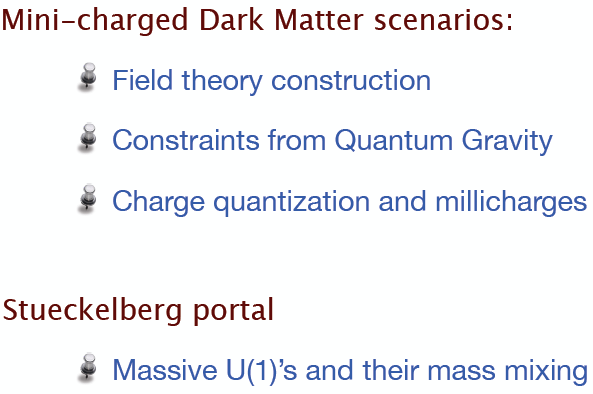 Mini-charged Dark Matter scenarios:
Field theory construction
Constraints from Quantum Gravity
Charge quantization and millicharges
Stueckelberg portal
Massive U(1)’s and their mass mixing